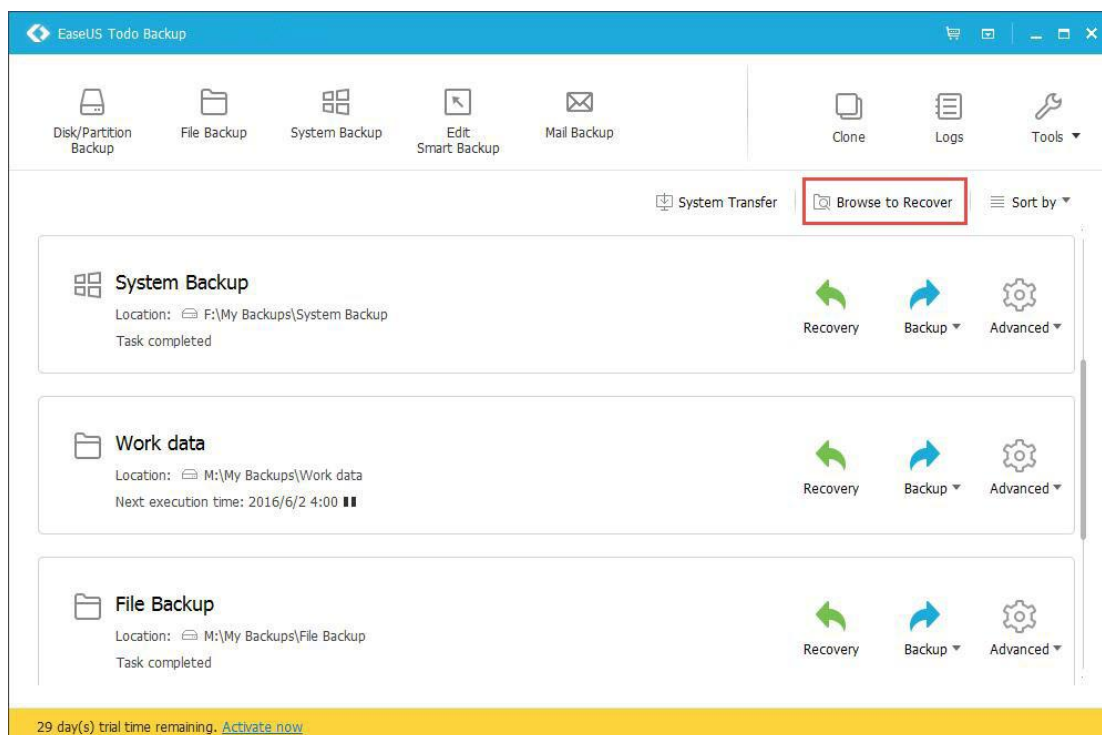 EaseUS Todo Backup
Disk/Partition
Backup
File Backup
System Backup
Edit
Smart Backup
Mail Backup
Clone
Logs
Tools
System Transfer
Browse to Recover
Sort by
System Backup
Location: F:\My Backups\System Backup
Task completed
Recovery
Backup
Advanced
Work data
Location: M:\My Backups\Work data
Next execution time: 2016/6/2 4:00
Recovery
Backup
Advanced
File Backup
Location: M:\My Backups\File Backup
Task completed
Recovery
Backup
Advanced
29 day(s) trial time remaining. Activate now